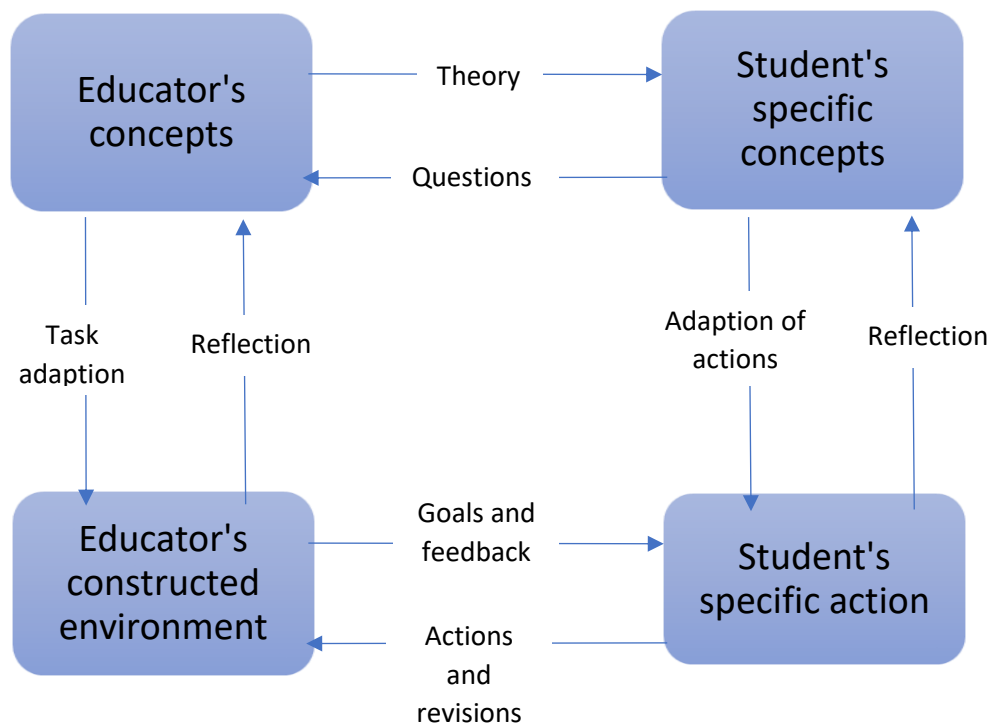 Educator's
concepts
Theory
Student's
specific
concepts
Questions
Task
adaption
Reflection
Adaption of
actions
Reflection
Educator's
constructed
environment
Goals and
feedback
Student's
specific action
Actions
and
revisions